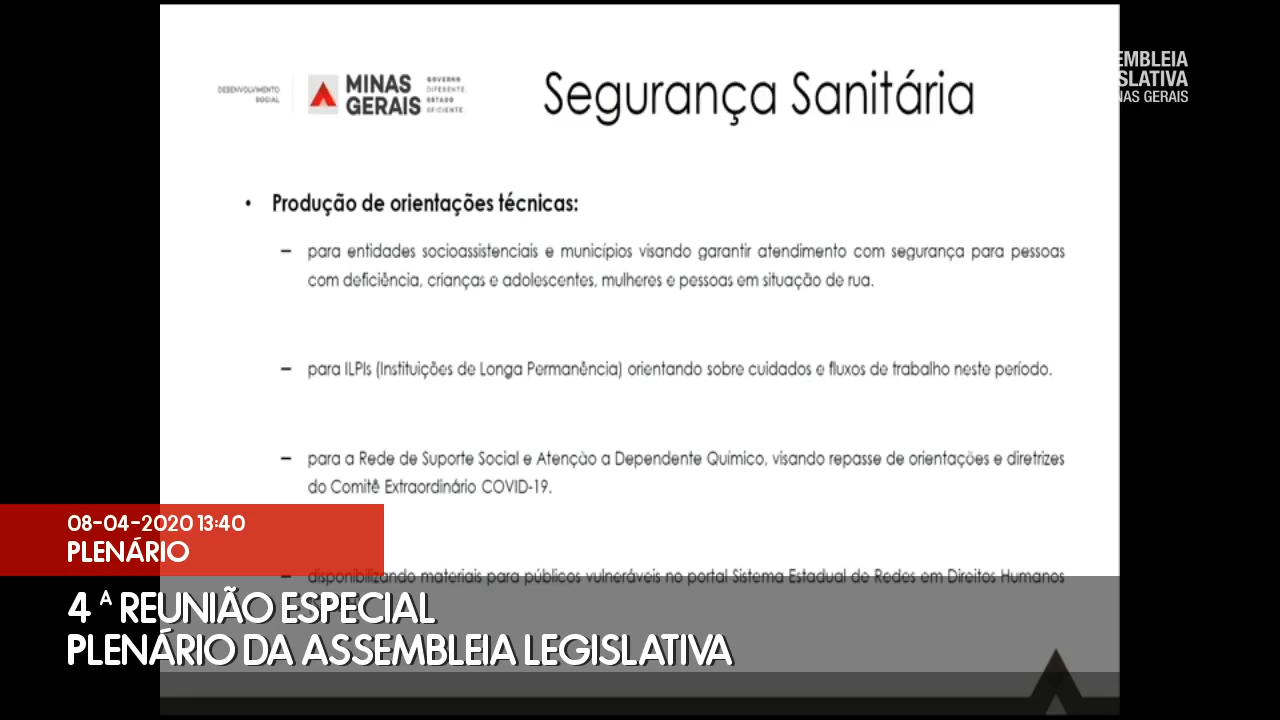 DESENVOLVIMENTO
SOCIAL
MINAS
GERAIS
GOVERNO
DIFERENTE.
ESTADO
EFICIENTE.
Segurança Sanitária
EMBLEIA
SLATIVA
NAS GERAIS
• Produção de orientações técnicas:
– para entidades socioassistenciais e municípios visando garantir atendimento com segurança para pessoas
com deficiência, crianças e adolescentes, mulheres e pessoas em situação de rua.
– para ILPIs (Instituições de Longa Permanência) orientando sobre cuidados e fluxos de trabalho neste período.
– para a Rede de Suporte Social e Atenção a Dependente Químico, visando repasse de orientações e diretrizes
do Comitê Extraordinário COVID-19.
– disponibilizando materiais para públicos vulneráveis no portal Sistema Estadual de Redes em Direitos Humanos
08-04-2020 13:40
PLENÁRIO
4 ª REUNIÃO ESPECIAL
PLENÁRIO DA ASSEMBLEIA LEGISLATIVA